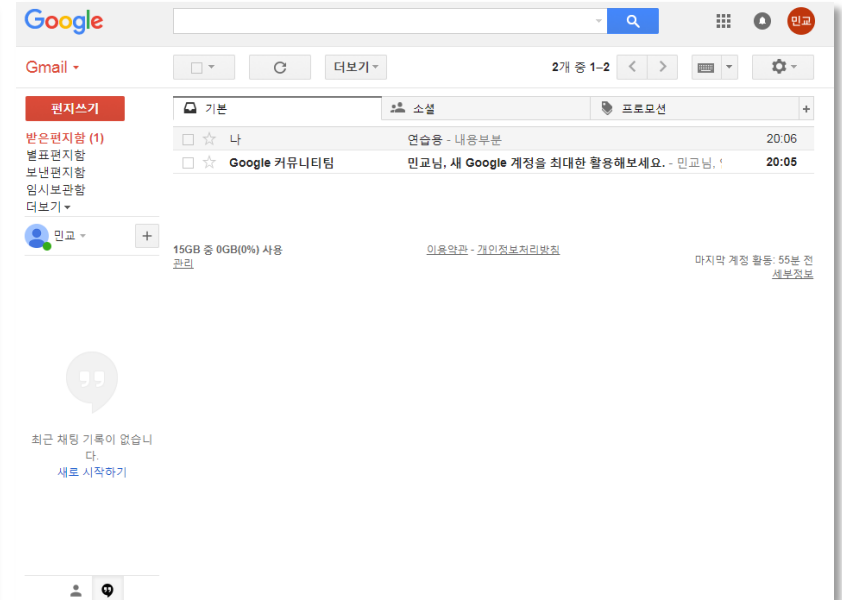 Google
민교
Gmail
더보기
2개 중 1–2
편지쓰기
기본
소셜
프로모션
+
받은편지함 (1)
별표편지함
보낸편지함
임시보관함
더보기
나
연습용 - 내용부분
20:06
Google 커뮤니티팀
민교님, 새 Google 계정을 최대한 활용해보세요. - 민교님,
20:05
민교
+
15GB 중 0GB(0%) 사용
관리
이용약관 - 개인정보처리방침
마지막 계정 활동: 55분 전
세부정보
최근 채팅 기록이 없습니
다.
새로 시작하기